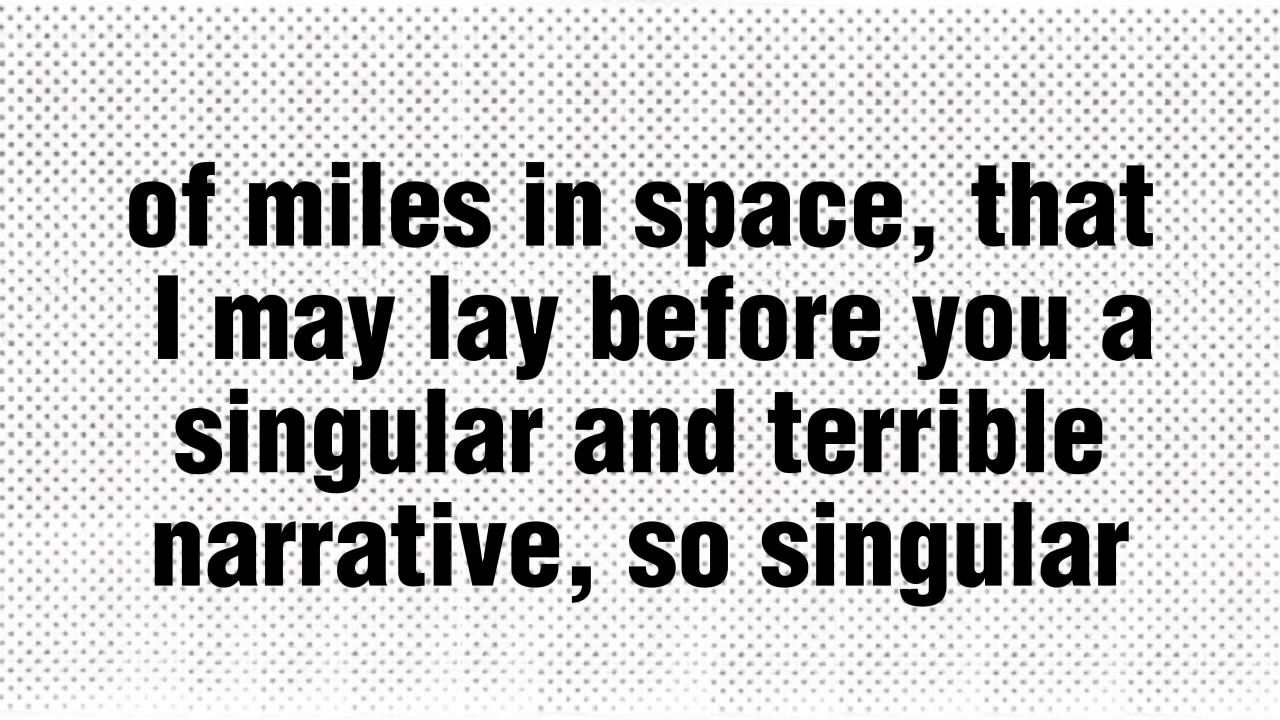 of miles in space, that
I may lay before you a
singular and terrible
narrative, so singular